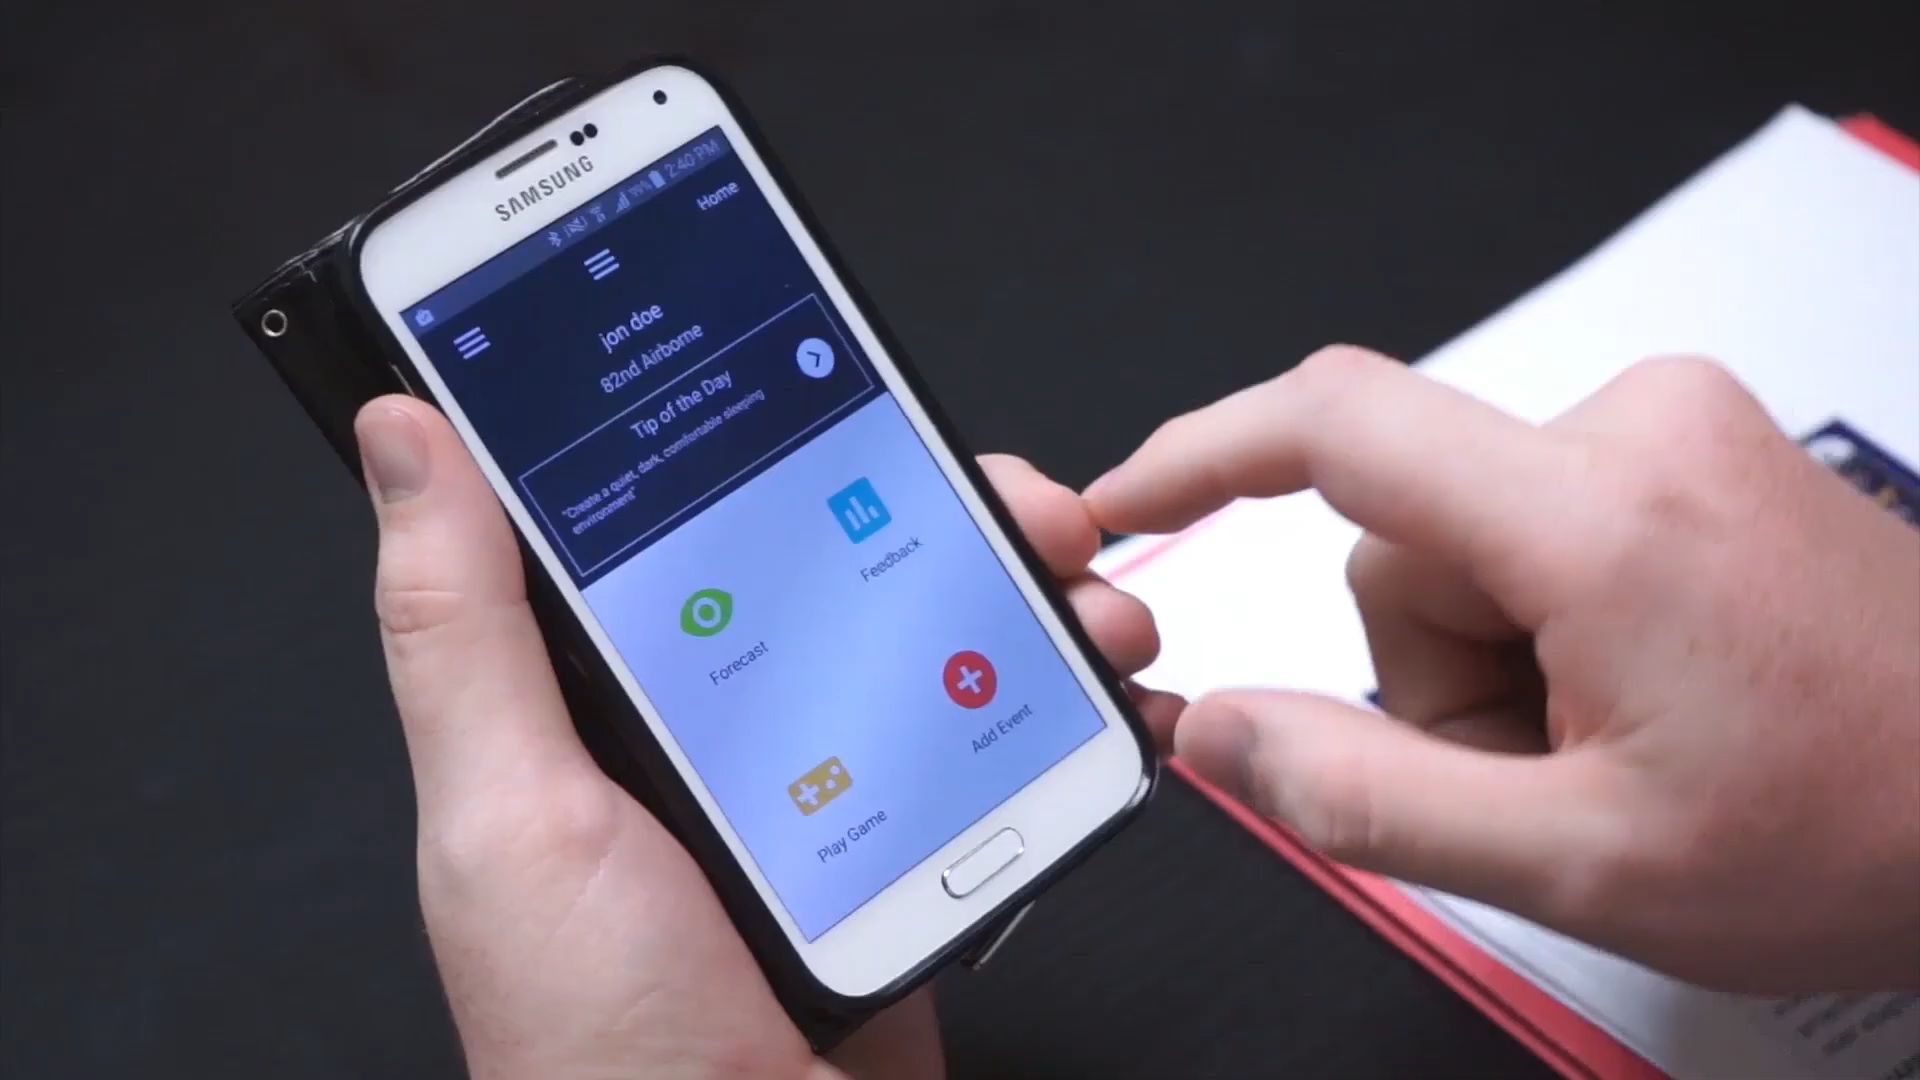 SAMSUNG
99% 2:40 PM
Home
jon doe
82nd Airborne
Tip of the Day
"Create a quiet, dark, comfortable sleeping
environment"
Feedback
Forecast
Add Event
Play Game